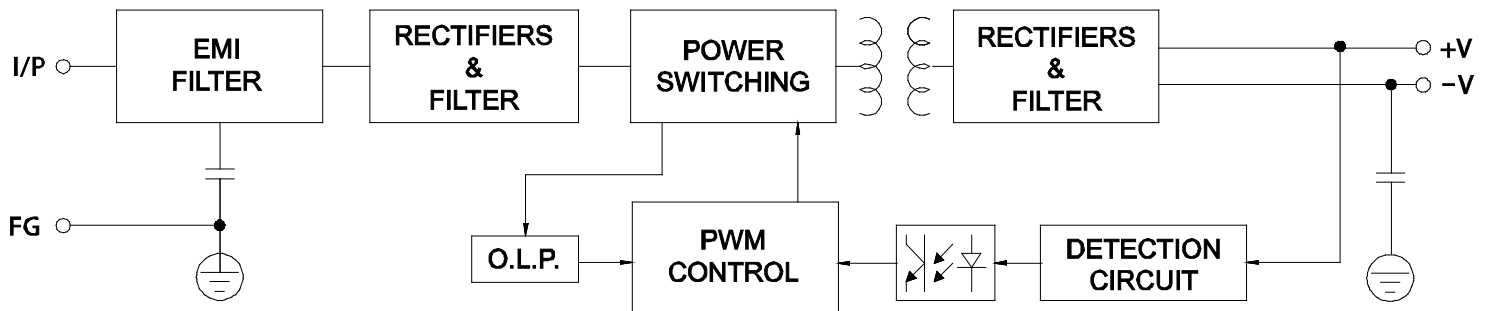 I/P
EMI
FILTER
RECTIFIERS
&
FILTER
POWER
SWITCHING
RECTIFIERS
&
FILTER
+V
−V
FG
O.L.P.
PWM
CONTROL
DETECTION
CIRCUIT